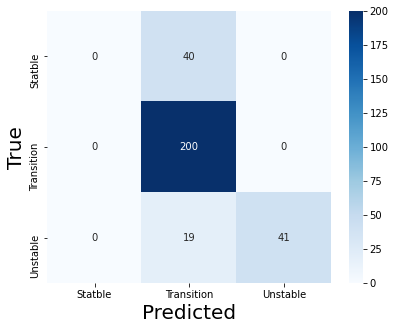 Statble 0 40 0
Transition 0 200 0
Unstable 0 19 41
True
Statble Transition Unstable
Predicted
200
175
150
125
100
75
50
25
0